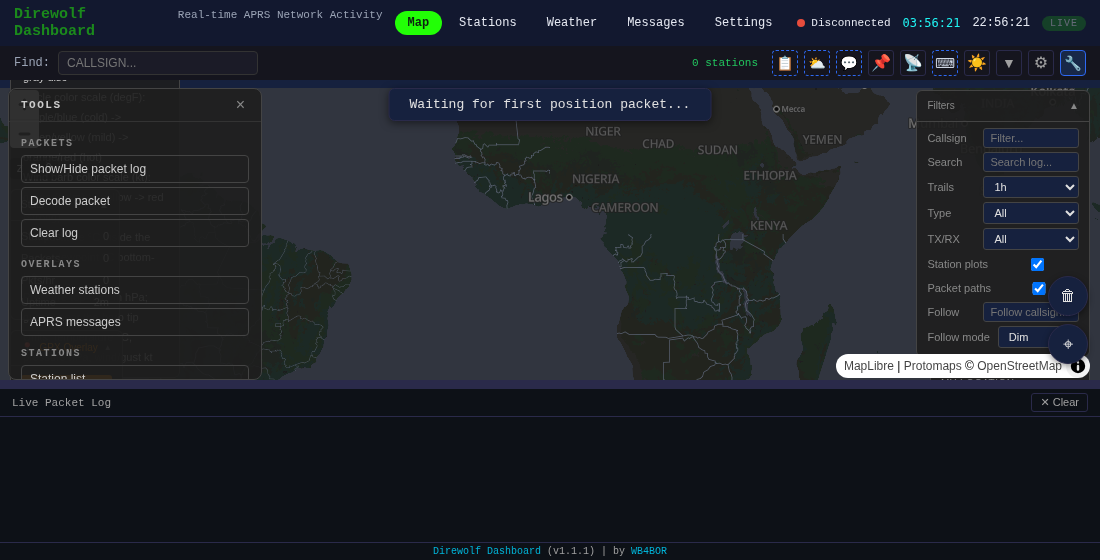 Direwolf Dashboard
Real-time APRS Network Activity
Map
Stations
Weather
Messages
Settings
Disconnected
03:56:21
22:56:21
LIVE
Find:
CALLSIGN...
0 stations
TOOLS
×
PACKETS
Show/Hide packet log
Decode packet
Clear log
OVERLAYS
Weather stations
APRS messages
STATIONS
Station list
Waiting for first position packet...
Mecca
NIGER
CHAD
SUDAN
YEMEN
NIGERIA
ETHIOPIA
Lagos
CAMEROON
KENYA
Filters
▲
Callsign
Filter...
Search
Search log...
Trails
1h
Type
All
TX/RX
All
Station plots
Packet paths
Follow
Follow callsign
Follow mode
Dim
MapLibre | Protomaps © OpenStreetMap
Live Packet Log
✕ Clear
Direwolf Dashboard (v1.1.1) | by WB4BOR